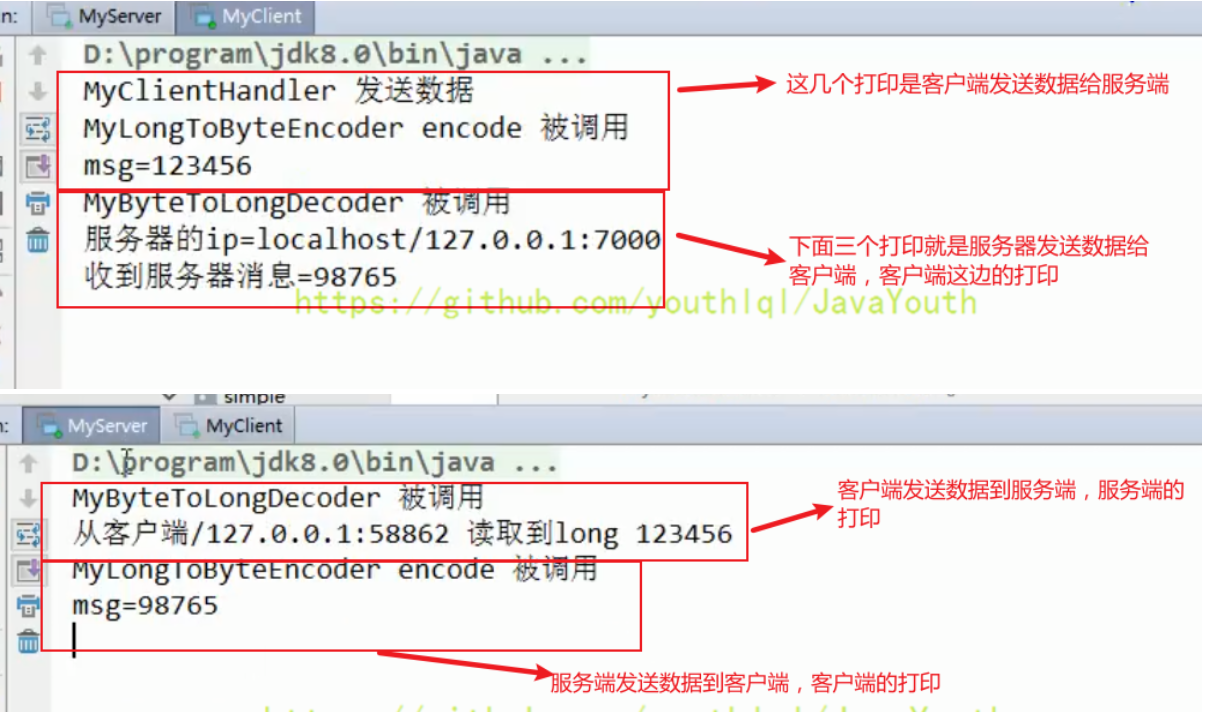 n:
MyServer
MyClient
D:\program\jdk8.0\bin\java ...
MyClientHandler 发送数据
这几个打印是客户端发送数据给服务端
MyLongToByteEncoder encode 被调用
msg=123456
MyByteToLongDecoder 被调用
服务器的ip=localhost/127.0.0.1:7000
下面三个打印就是服务器发送数据给
客户端，客户端这边的打印
收到服务器消息=98765
https://github.com/youthlql/JavaYouth
simple
n:
MyServer
MyClient
D:\program\jdk8.0\bin\java ...
MyByteToLongDecoder 被调用
客户端发送数据到服务端，服务端的
打印
从客户端/127.0.0.1:58862 读取到long 123456
MyLongToByteEncoder encode 被调用
msg=98765
服务端发送数据到客户端，客户端的打印